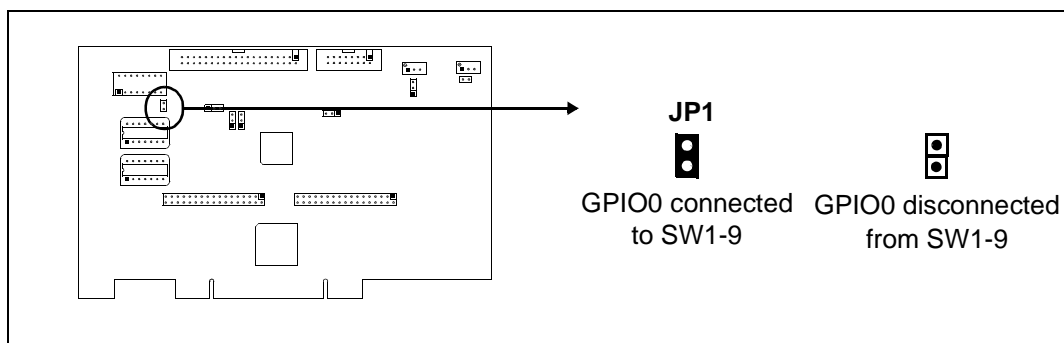 JP1
GPIO0 connected
to SW1-9
GPIO0 disconnected
from SW1-9